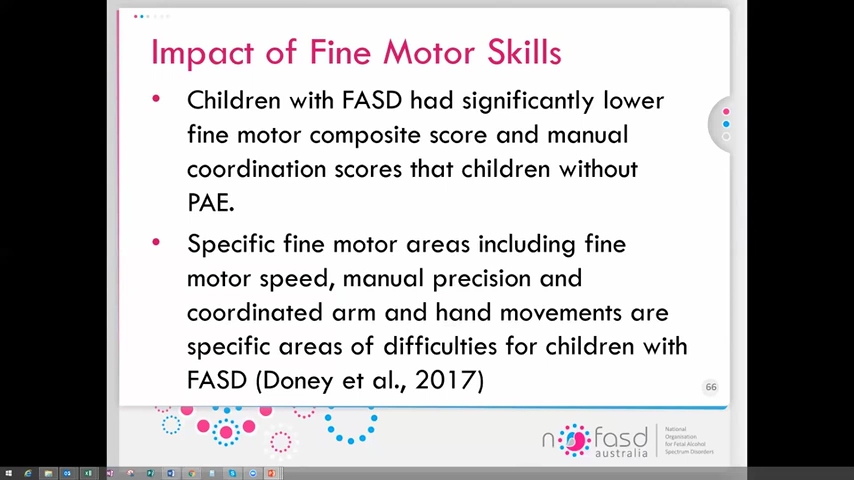 Impact of Fine Motor Skills
• Children with FASD had significantly lower
fine motor composite score and manual
coordination scores that children without
PAE.
• Specific fine motor areas including fine
motor speed, manual precision and
coordinated arm and hand movements are
specific areas of difficulties for children with
FASD (Doney et al., 2017)
66
nofasd
australia
National
Organisation
for Fetal Alcohol
Spectrum Disorders